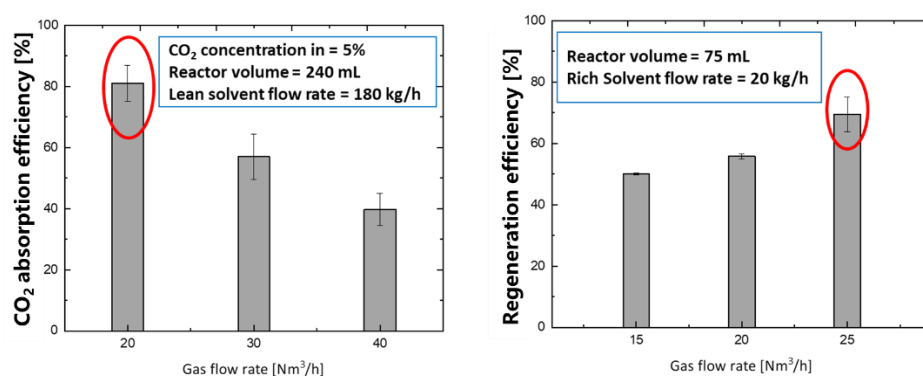 CO₂ absorption efficiency [%]
100
80
60
40
20
0
CO₂ concentration in = 5%
Reactor volume = 240 mL
Lean solvent flow rate = 180 kg/h
20
30
40
Gas flow rate [Nm³/h]
Regeneration efficiency [%]
100
80
60
40
20
0
Reactor volume = 75 mL
Rich Solvent flow rate = 20 kg/h
15
20
25
Gas flow rate [Nm³/h]